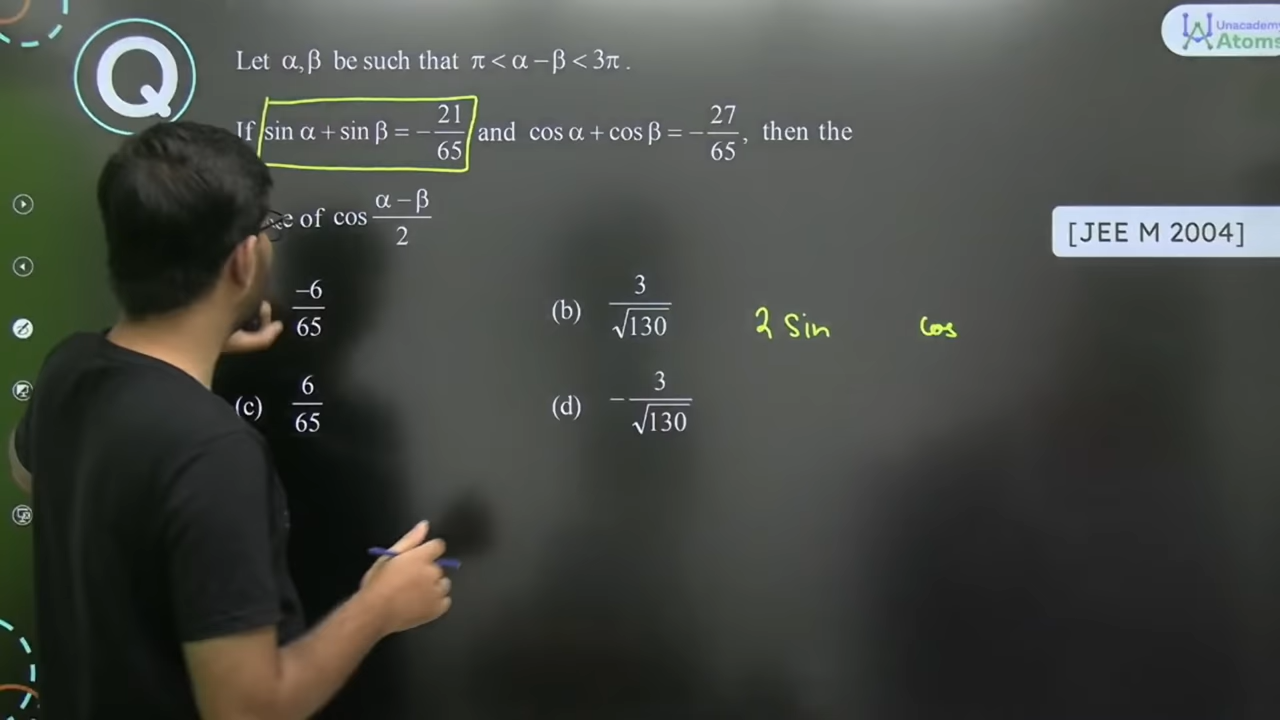 Q
Unacademy
Atoms
Let α, β be such that π < α − β < 3π.
If sin α + sin β = −21/65 and cos α + cos β = −27/65, then the
of cos (α − β)/2
[JEE M 2004]
−6/65
(b) 3/√130
2 sin cos
(c) 6/65
(d) −3/√130